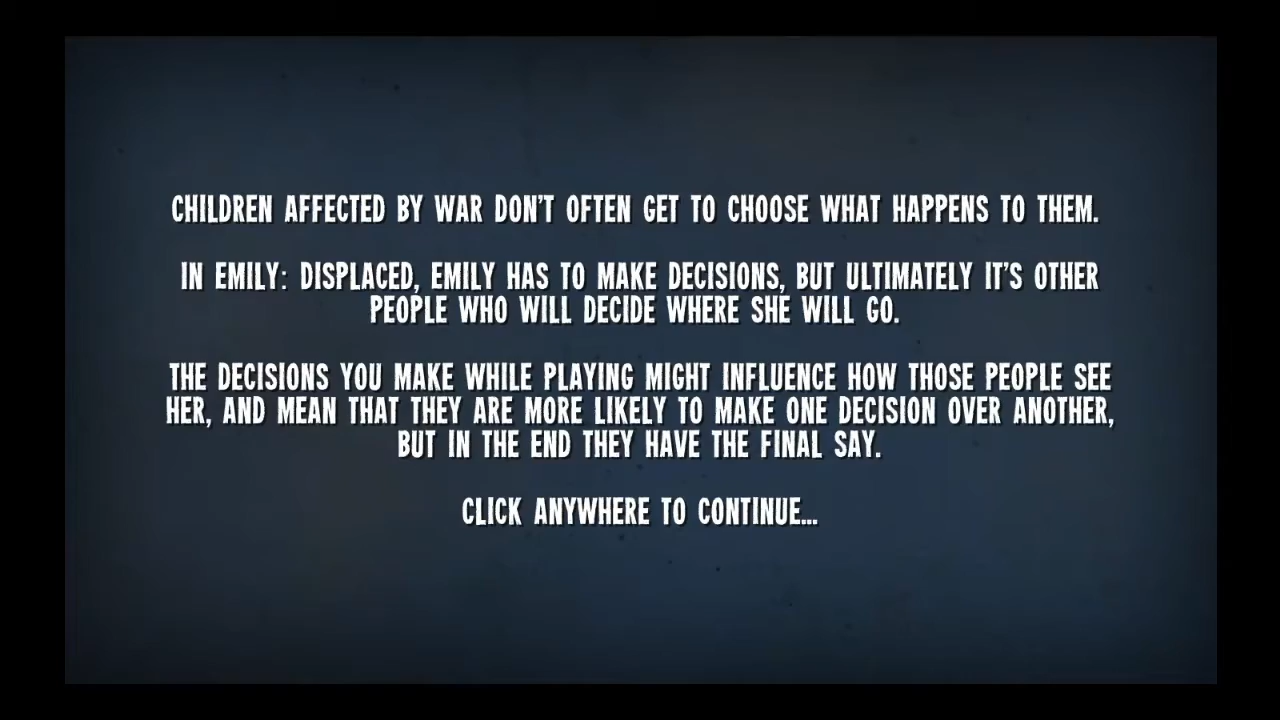 CHILDREN AFFECTED BY WAR DON'T OFTEN GET TO CHOOSE WHAT HAPPENS TO THEM.
IN EMILY: DISPLACED, EMILY HAS TO MAKE DECISIONS, BUT ULTIMATELY IT'S OTHER
PEOPLE WHO WILL DECIDE WHERE SHE WILL GO.
THE DECISIONS YOU MAKE WHILE PLAYING MIGHT INFLUENCE HOW THOSE PEOPLE SEE
HER, AND MEAN THAT THEY ARE MORE LIKELY TO MAKE ONE DECISION OVER ANOTHER,
BUT IN THE END THEY HAVE THE FINAL SAY.
CLICK ANYWHERE TO CONTINUE...